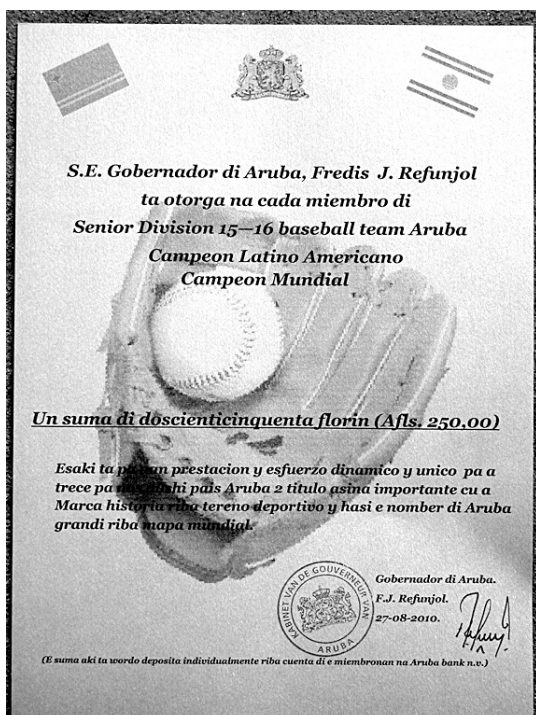 S.E. Gobernador di Aruba, Fredis J. Refunjol
ta otorga na cada miembro di
Senior Division 15—16 baseball team Aruba
Campeon Latino Americano
Campeon Mundial
Un suma di doscienticinquenta florin (Afls. 250,00)
Esaki ta pa nan prestacion y esfuerzo dinamico y unico pa a
trece pa nos dushi pais Aruba 2 titulo asina importante cu a
Marca historia riba tereno deportivo y hasi e nomber di Aruba
grandi riba mapa mundial.
Gobernador di Aruba.
F.J. Refunjol.
27-08-2010.
KABINET VAN DE GOUVERNEUR VAN
ARUBA
(E suma aki ta wordo deposita individualmente riba cuenta di e miembronan na Aruba bank n.v.)